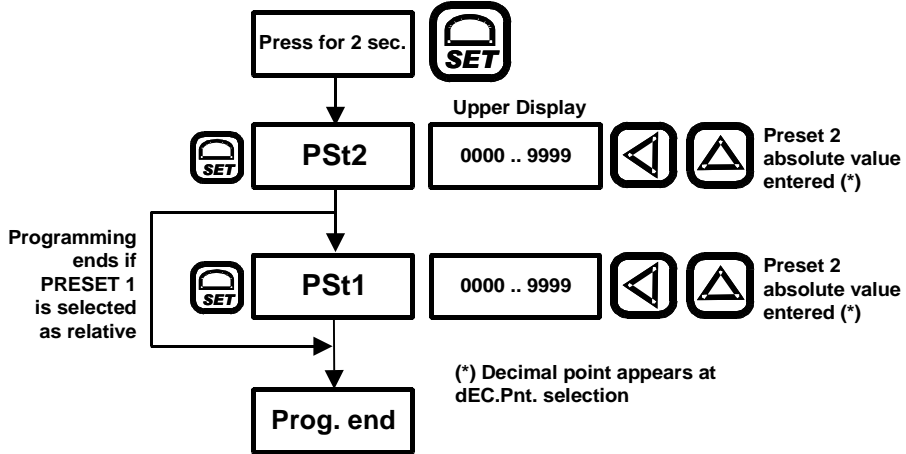 Press for 2 sec.
SET
Upper Display
SET
PSt2
0000 .. 9999
Preset 2
absolute value
entered (*)
Programming
ends if
PRESET 1
is selected
as relative
SET
PSt1
0000 .. 9999
Preset 2
absolute value
entered (*)
(*) Decimal point appears at
dEC.Pnt. selection
Prog. end